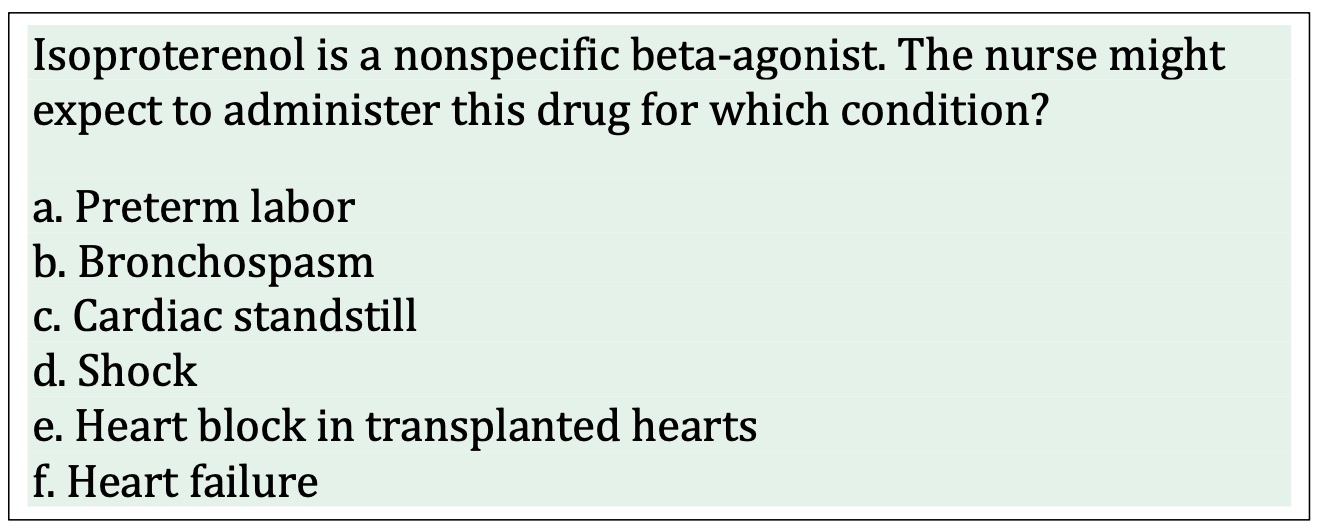 Isoproterenol is a nonspecific beta-agonist. The nurse might
expect to administer this drug for which condition?
a. Preterm labor
b. Bronchospasm
c. Cardiac standstill
d. Shock
e. Heart block in transplanted hearts
f. Heart failure